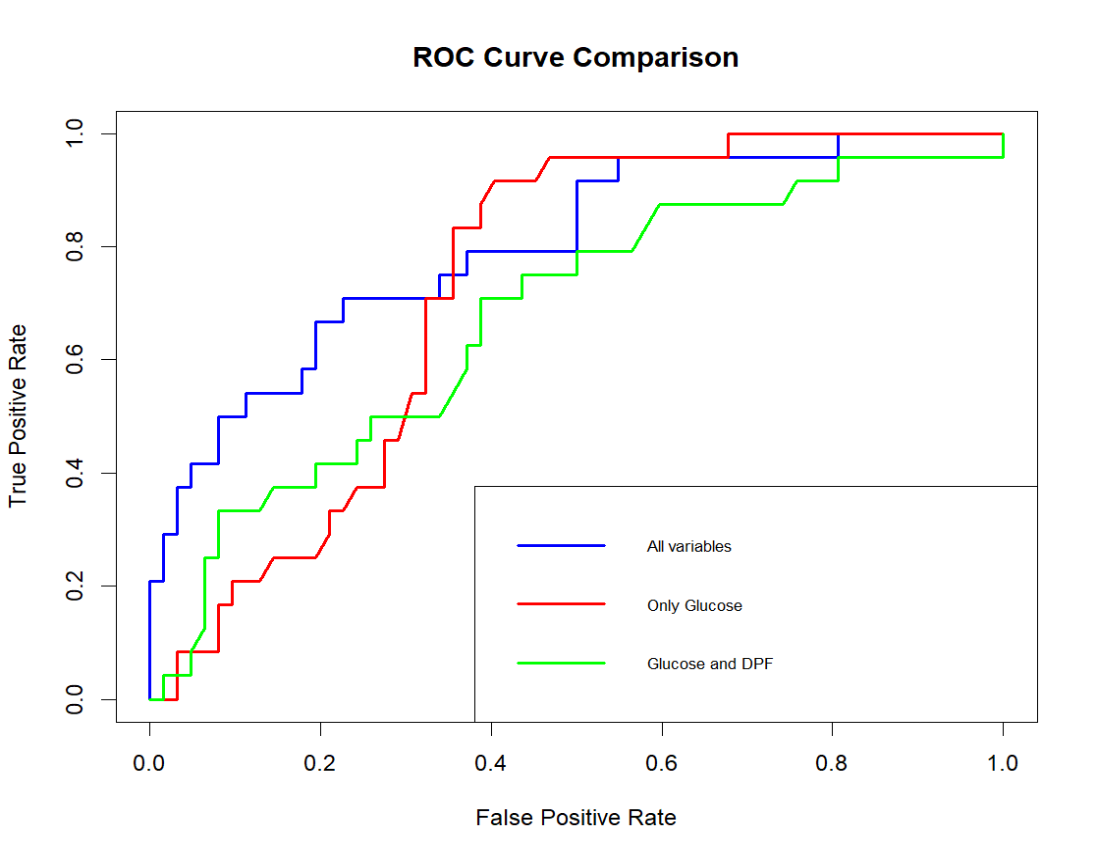 ROC Curve Comparison
True Positive Rate
1.0
0.8
0.6
0.4
0.2
0.0
All variables
Only Glucose
Glucose and DPF
0.0 0.2 0.4 0.6 0.8 1.0
False Positive Rate